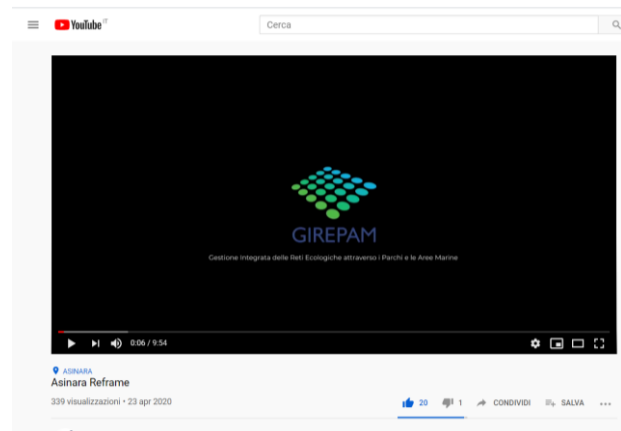 YouTube IT
Cerca
GIREPAM
Gestione Integrata delle Reti Ecologiche attraverso i Parchi e le Aree Marine
0:06 / 9:54
ASINARA
Asinara Reframe
339 visualizzazioni • 23 apr 2020
20 1 CONDIVIDI SALVA ...